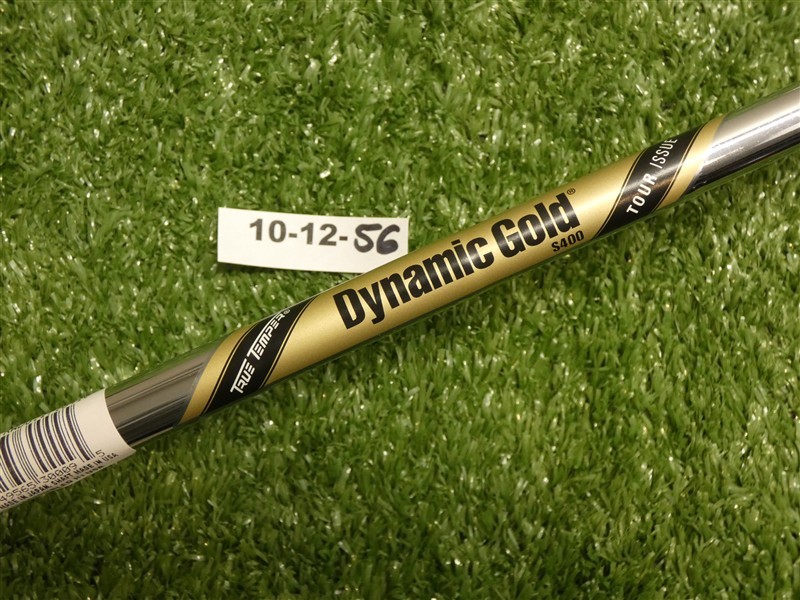 10-12-56
TRUE TEMPER®
Dynamic Gold®
S400
TOUR ISSUE